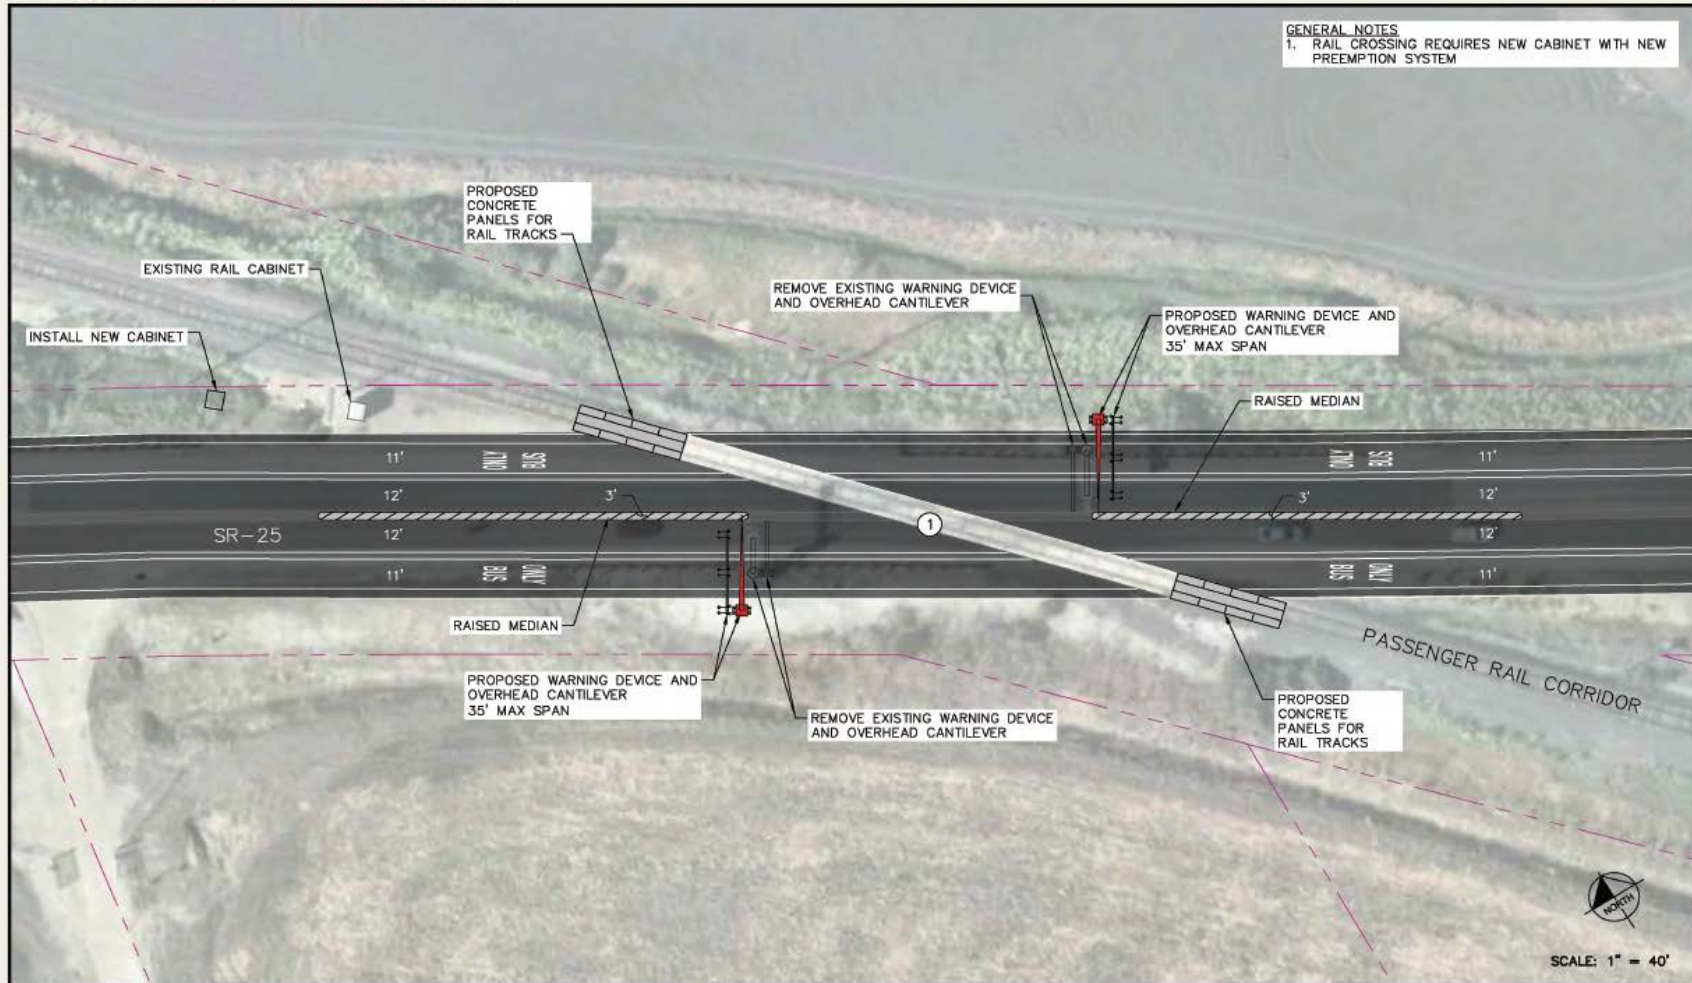 GENERAL NOTES
1. RAIL CROSSING REQUIRES NEW CABINET WITH NEW
PREEMPTION SYSTEM
PROPOSED
CONCRETE
PANELS FOR
RAIL TRACKS
EXISTING RAIL CABINET
INSTALL NEW CABINET
REMOVE EXISTING WARNING DEVICE
AND OVERHEAD CANTILEVER
PROPOSED WARNING DEVICE AND
OVERHEAD CANTILEVER
35' MAX SPAN
RAISED MEDIAN
11'
ONLY
BUS
ONLY
BUS
11'
12'
3'
3'
12'
SR-25
12'
1
12'
11'
BUS
ONLY
BUS
ONLY
11'
RAISED MEDIAN
PASSENGER RAIL CORRIDOR
PROPOSED WARNING DEVICE AND
OVERHEAD CANTILEVER
35' MAX SPAN
REMOVE EXISTING WARNING DEVICE
AND OVERHEAD CANTILEVER
PROPOSED
CONCRETE
PANELS FOR
RAIL TRACKS
NORTH
SCALE: 1" = 40'